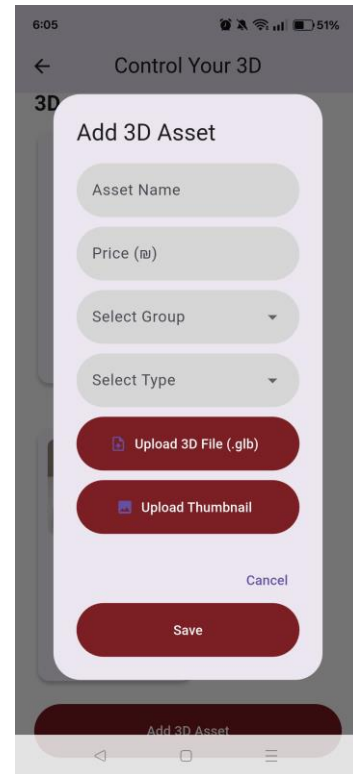 6:05
51%
Control Your 3D
3D
Add 3D Asset
Asset Name
Price (₪)
Select Group
Select Type
Upload 3D File (.glb)
Upload Thumbnail
Cancel
Save
Add 3D Asset